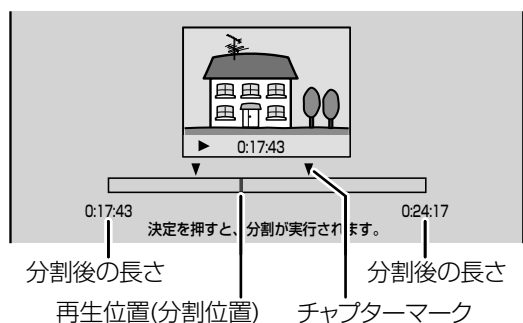 ▶ 0:17:43
0:17:43 0:24:17
決定を押すと、分割が実行されます。
分割後の長さ 分割後の長さ
再生位置(分割位置) チャプターマーク